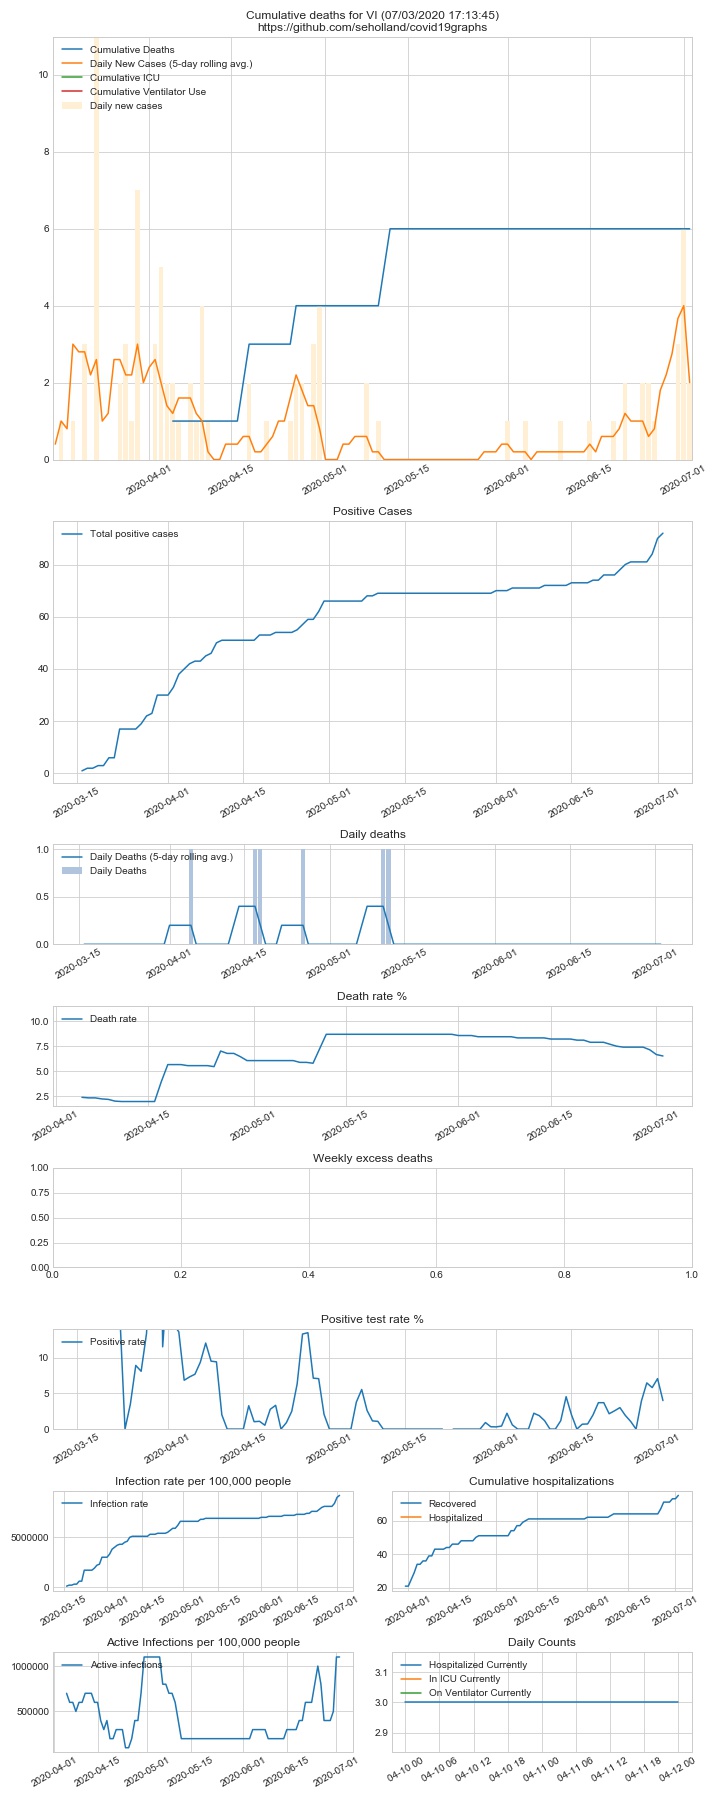 Cumulative deaths for VI (07/03/2020 17:13:45)
https://github.com/seholland/covid19graphs
Cumulative Deaths
Daily New Cases (5-day rolling avg.)
Cumulative ICU
Cumulative Ventilator Use
Daily new cases
10
8
6
4
2
0
2020-04-01 2020-04-15 2020-05-01 2020-05-15 2020-06-01 2020-06-15 2020-07-01
Positive Cases
Total positive cases
80
60
40
20
0
2020-03-15 2020-04-01 2020-04-15 2020-05-01 2020-05-15 2020-06-01 2020-06-15 2020-07-01
Daily deaths
1.0
Daily Deaths (5-day rolling avg.)
Daily Deaths
0.5
0.0
2020-03-15 2020-04-01 2020-04-15 2020-05-01 2020-05-15 2020-06-01 2020-06-15 2020-07-01
Death rate %
10.0
Death rate
7.5
5.0
2.5
2020-04-01 2020-04-15 2020-05-01 2020-05-15 2020-06-01 2020-06-15 2020-07-01
Weekly excess deaths
1.00
0.75
0.50
0.25
0.00
0.0 0.2 0.4 0.6 0.8 1.0
Positive test rate %
Positive rate
10
5
0
2020-03-15 2020-04-01 2020-04-15 2020-05-01 2020-05-15 2020-06-01 2020-06-15 2020-07-01
Infection rate per 100,000 people
Infection rate
5000000
0
2020-03-15 2020-04-01 2020-04-15 2020-05-01 2020-05-15 2020-06-01 2020-06-15 2020-07-01
Cumulative hospitalizations
Recovered
Hospitalized
60
40
20
2020-04-01 2020-04-15 2020-05-01 2020-05-15 2020-06-01 2020-06-15 2020-07-01
Active Infections per 100,000 people
Active infections
1000000
500000
2020-04-01 2020-04-15 2020-05-01 2020-05-15 2020-06-01 2020-06-15 2020-07-01
Daily Counts
Hospitalized Currently
In ICU Currently
On Ventilator Currently
3.1
3.0
2.9
04-10 00 04-10 06 04-10 12 04-10 18 04-11 00 04-11 06 04-11 12 04-11 18 04-12 00